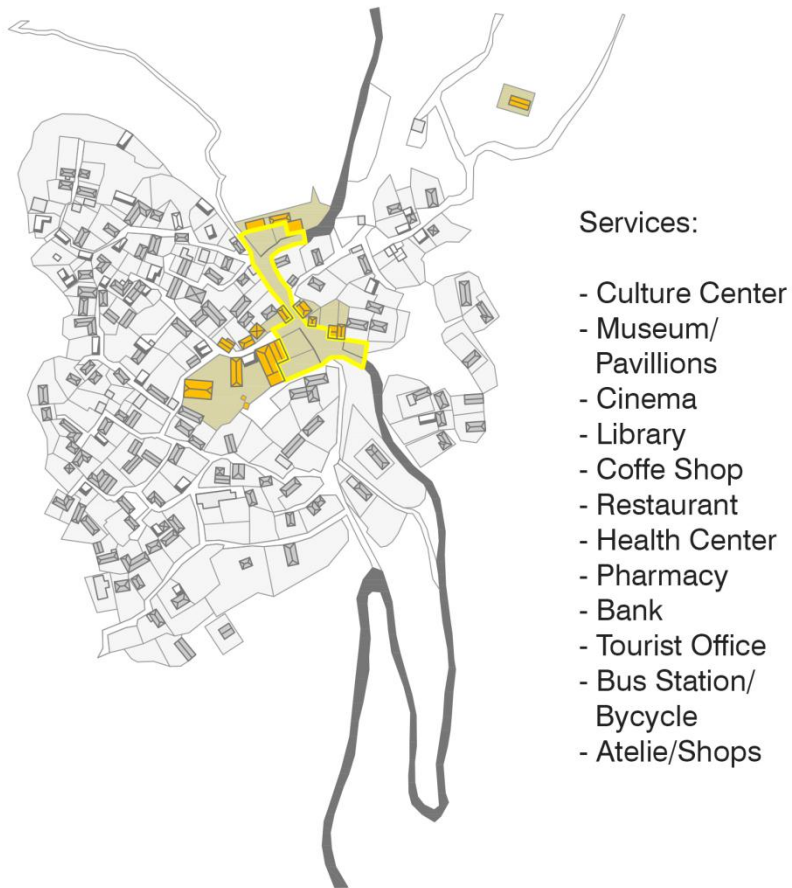 Services:
- Culture Center
- Museum/
Pavillions
- Cinema
- Library
- Coffe Shop
- Restaurant
- Health Center
- Pharmacy
- Bank
- Tourist Office
- Bus Station/
Bycycle
- Atelie/Shops